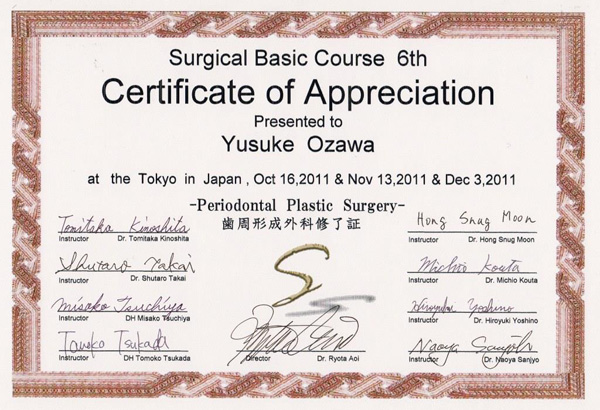 Surgical Basic Course 6th
Certificate of Appreciation
Presented to
Yusuke Ozawa
at the Tokyo in Japan , Oct 16,2011 & Nov 13,2011 & Dec 3,2011
-Periodontal Plastic Surgery-
歯周形成外科修了証
Tomitaka Kinoshita
Instructor Dr. Tomitaka Kinoshita
Shutaro Takai
Instructor Dr. Shutaro Takai
Misako Tsuchiya
Instructor DH Misako Tsuchiya
Tomoko Tsukada
Instructor DH Tomoko Tsukada
S
Director Dr. Ryota Aoi
Hong Snug Moon
Instructor Dr. Hong Snug Moon
Michio Kouta
Instructor Dr. Michio Kouta
Hiroyuki Yoshino
Instructor Dr. Hiroyuki Yoshino
Naoya Sanjyo
Instructor Dr. Naoya Sanjyo